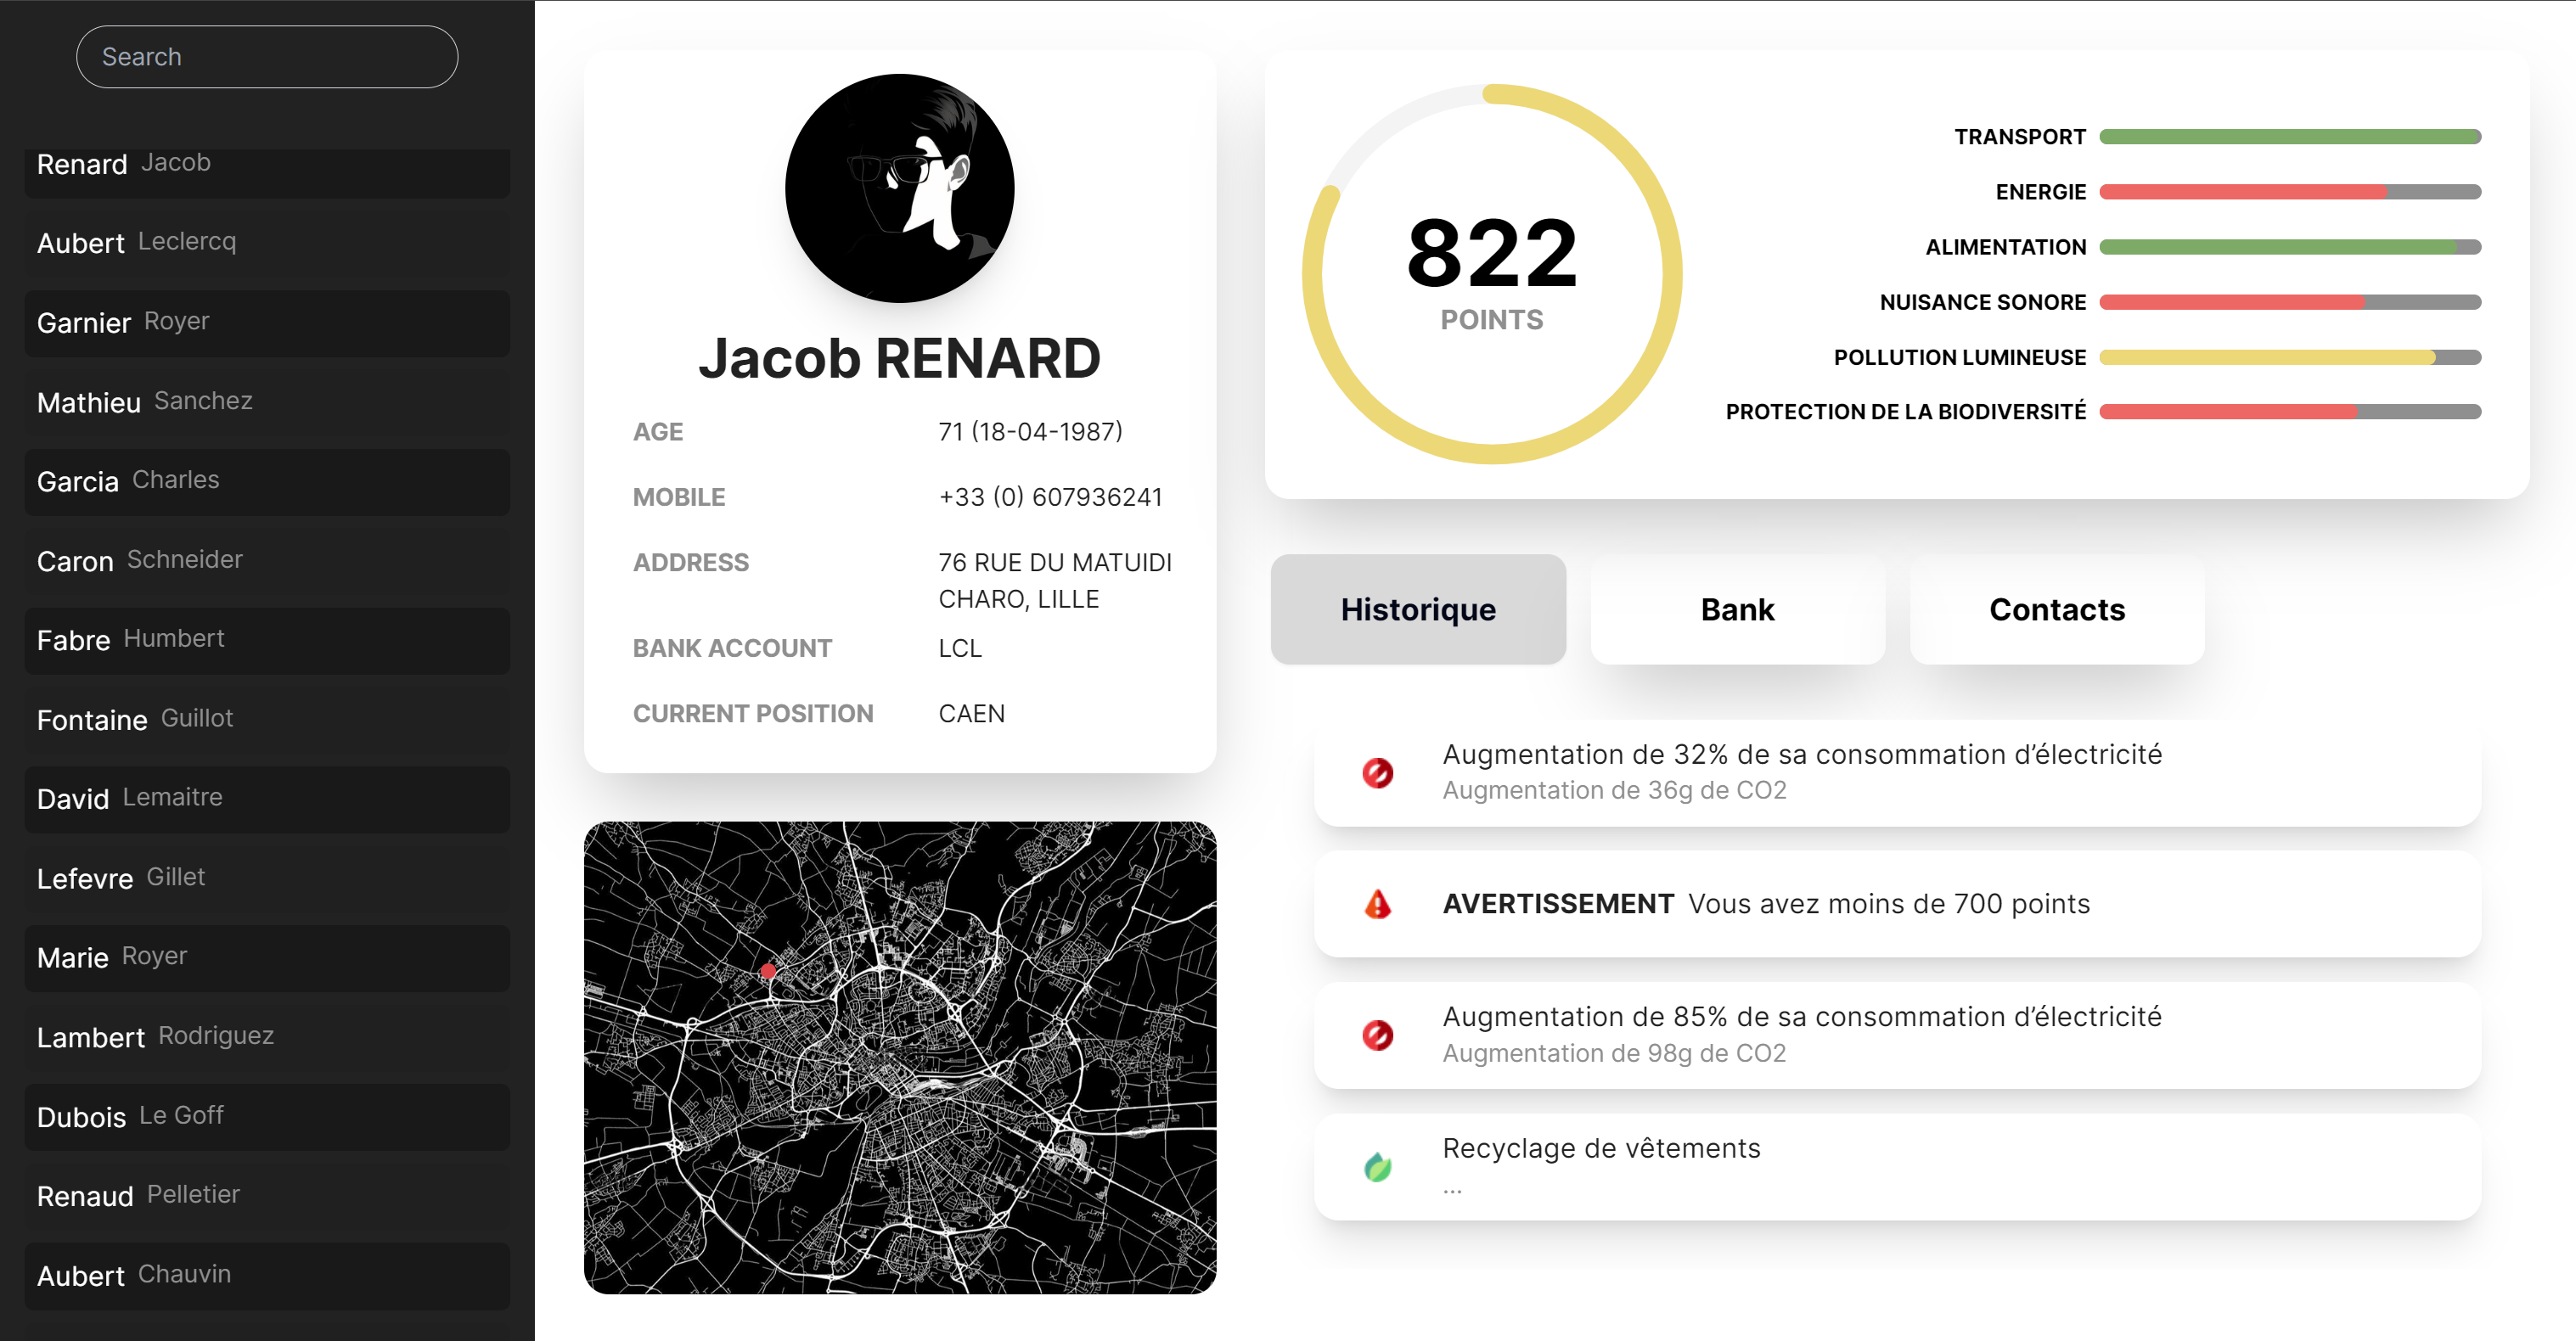 Search
Renard Jacob
Aubert Leclercq
Garnier Royer
Mathieu Sanchez
Garcia Charles
Caron Schneider
Fabre Humbert
Fontaine Guillot
David Lemaitre
Lefevre Gillet
Marie Royer
Lambert Rodriguez
Dubois Le Goff
Renaud Pelletier
Aubert Chauvin
Jacob RENARD
AGE 71 (18-04-1987)
MOBILE +33 (0) 607936241
ADDRESS 76 RUE DU MATUIDI
CHARO, LILLE
BANK ACCOUNT LCL
CURRENT POSITION CAEN
822
POINTS
TRANSPORT
ENERGIE
ALIMENTATION
NUISANCE SONORE
POLLUTION LUMINEUSE
PROTECTION DE LA BIODIVERSITÉ
Historique Bank Contacts
Augmentation de 32% de sa consommation d’électricité
Augmentation de 36g de CO2
AVERTISSEMENT Vous avez moins de 700 points
Augmentation de 85% de sa consommation d’électricité
Augmentation de 98g de CO2
Recyclage de vêtements
...